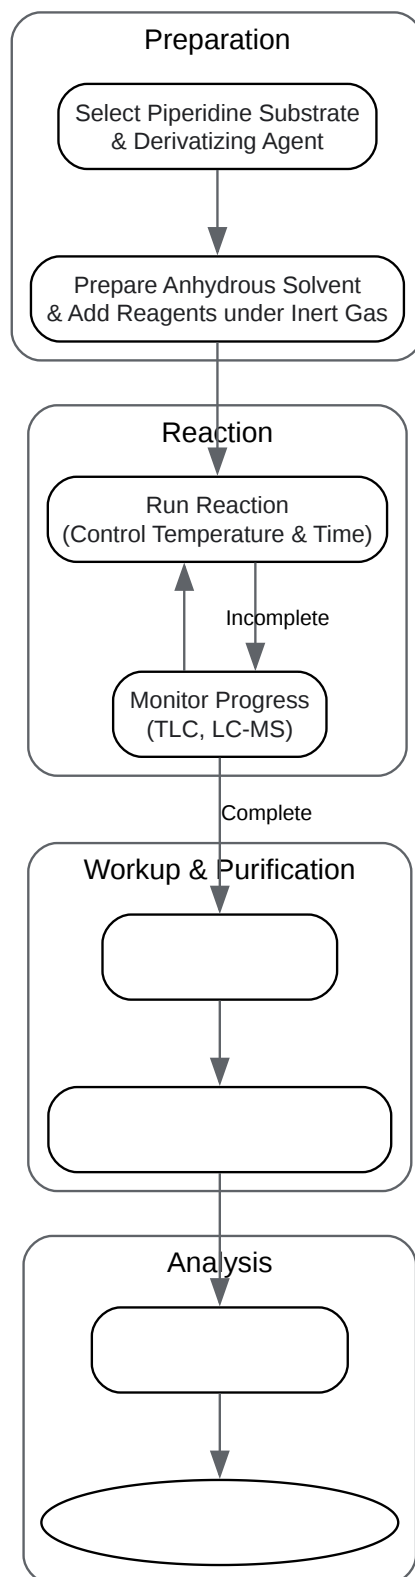 Preparation
Select Piperidine Substrate
& Derivatizing Agent
Prepare Anhydrous Solvent
& Add Reagents under Inert Gas
Reaction
Run Reaction
(Control Temperature & Time)
Incomplete
Monitor Progress
(TLC, LC-MS)
Complete
Workup & Purification
Analysis